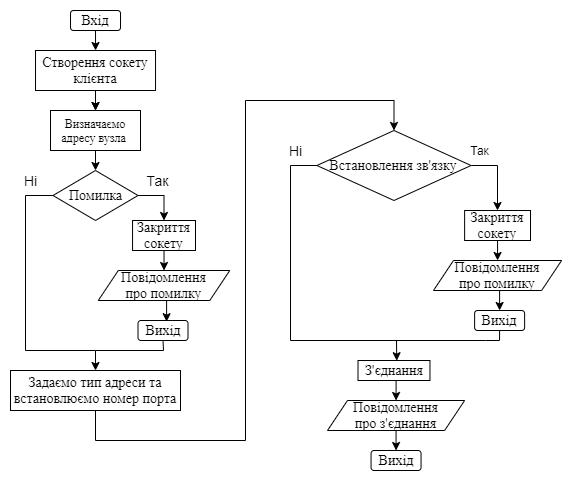 Вхід
Створення сокету
клієнта
Визначаємо
адресу вузла
Ні
Так
Помилка
Закриття
сокету
Повідомлення
про помилку
Вихід
Задаємо тип адреси та
встановлюємо номер порта
Ні
Так
Встановлення зв'язку
Закриття
сокету
Повідомлення
про помилку
Вихід
З'єднання
Повідомлення
про з'єднання
Вихід